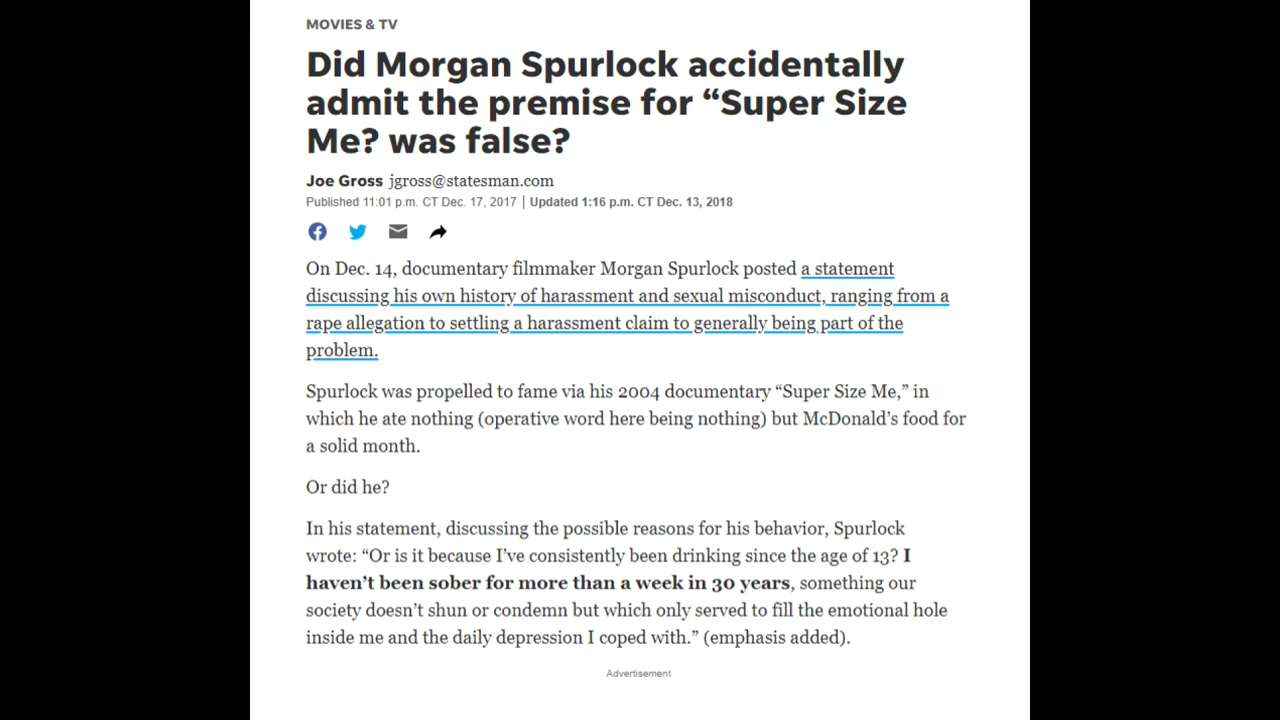 MOVIES & TV
Did Morgan Spurlock accidentally
admit the premise for “Super Size
Me? was false?
Joe Gross jgross@statesman.com
Published 11:01 p.m. CT Dec. 17, 2017 | Updated 1:16 p.m. CT Dec. 13, 2018
On Dec. 14, documentary filmmaker Morgan Spurlock posted a statement
discussing his own history of harassment and sexual misconduct, ranging from a
rape allegation to settling a harassment claim to generally being part of the
problem.
Spurlock was propelled to fame via his 2004 documentary “Super Size Me,” in
which he ate nothing (operative word here being nothing) but McDonald’s food for
a solid month.
Or did he?
In his statement, discussing the possible reasons for his behavior, Spurlock
wrote: “Or is it because I’ve consistently been drinking since the age of 13? I
haven’t been sober for more than a week in 30 years, something our
society doesn’t shun or condemn but which only served to fill the emotional hole
inside me and the daily depression I coped with.” (emphasis added).
Advertisement